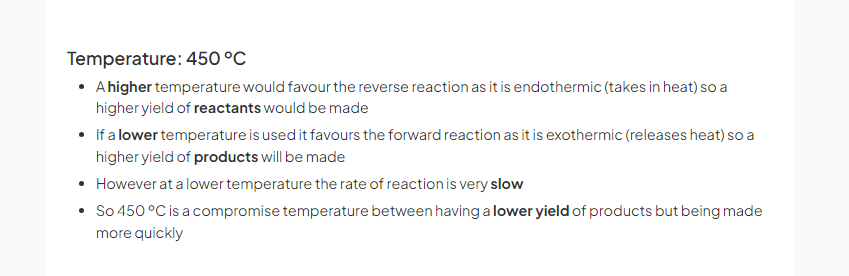 Temperature: 450 ºC
• A higher temperature would favour the reverse reaction as it is endothermic (takes in heat) so a
higher yield of reactants would be made
• If a lower temperature is used it favours the forward reaction as it is exothermic (releases heat) so a
higher yield of products will be made
• However at a lower temperature the rate of reaction is very slow
• So 450 ºC is a compromise temperature between having a lower yield of products but being made
more quickly